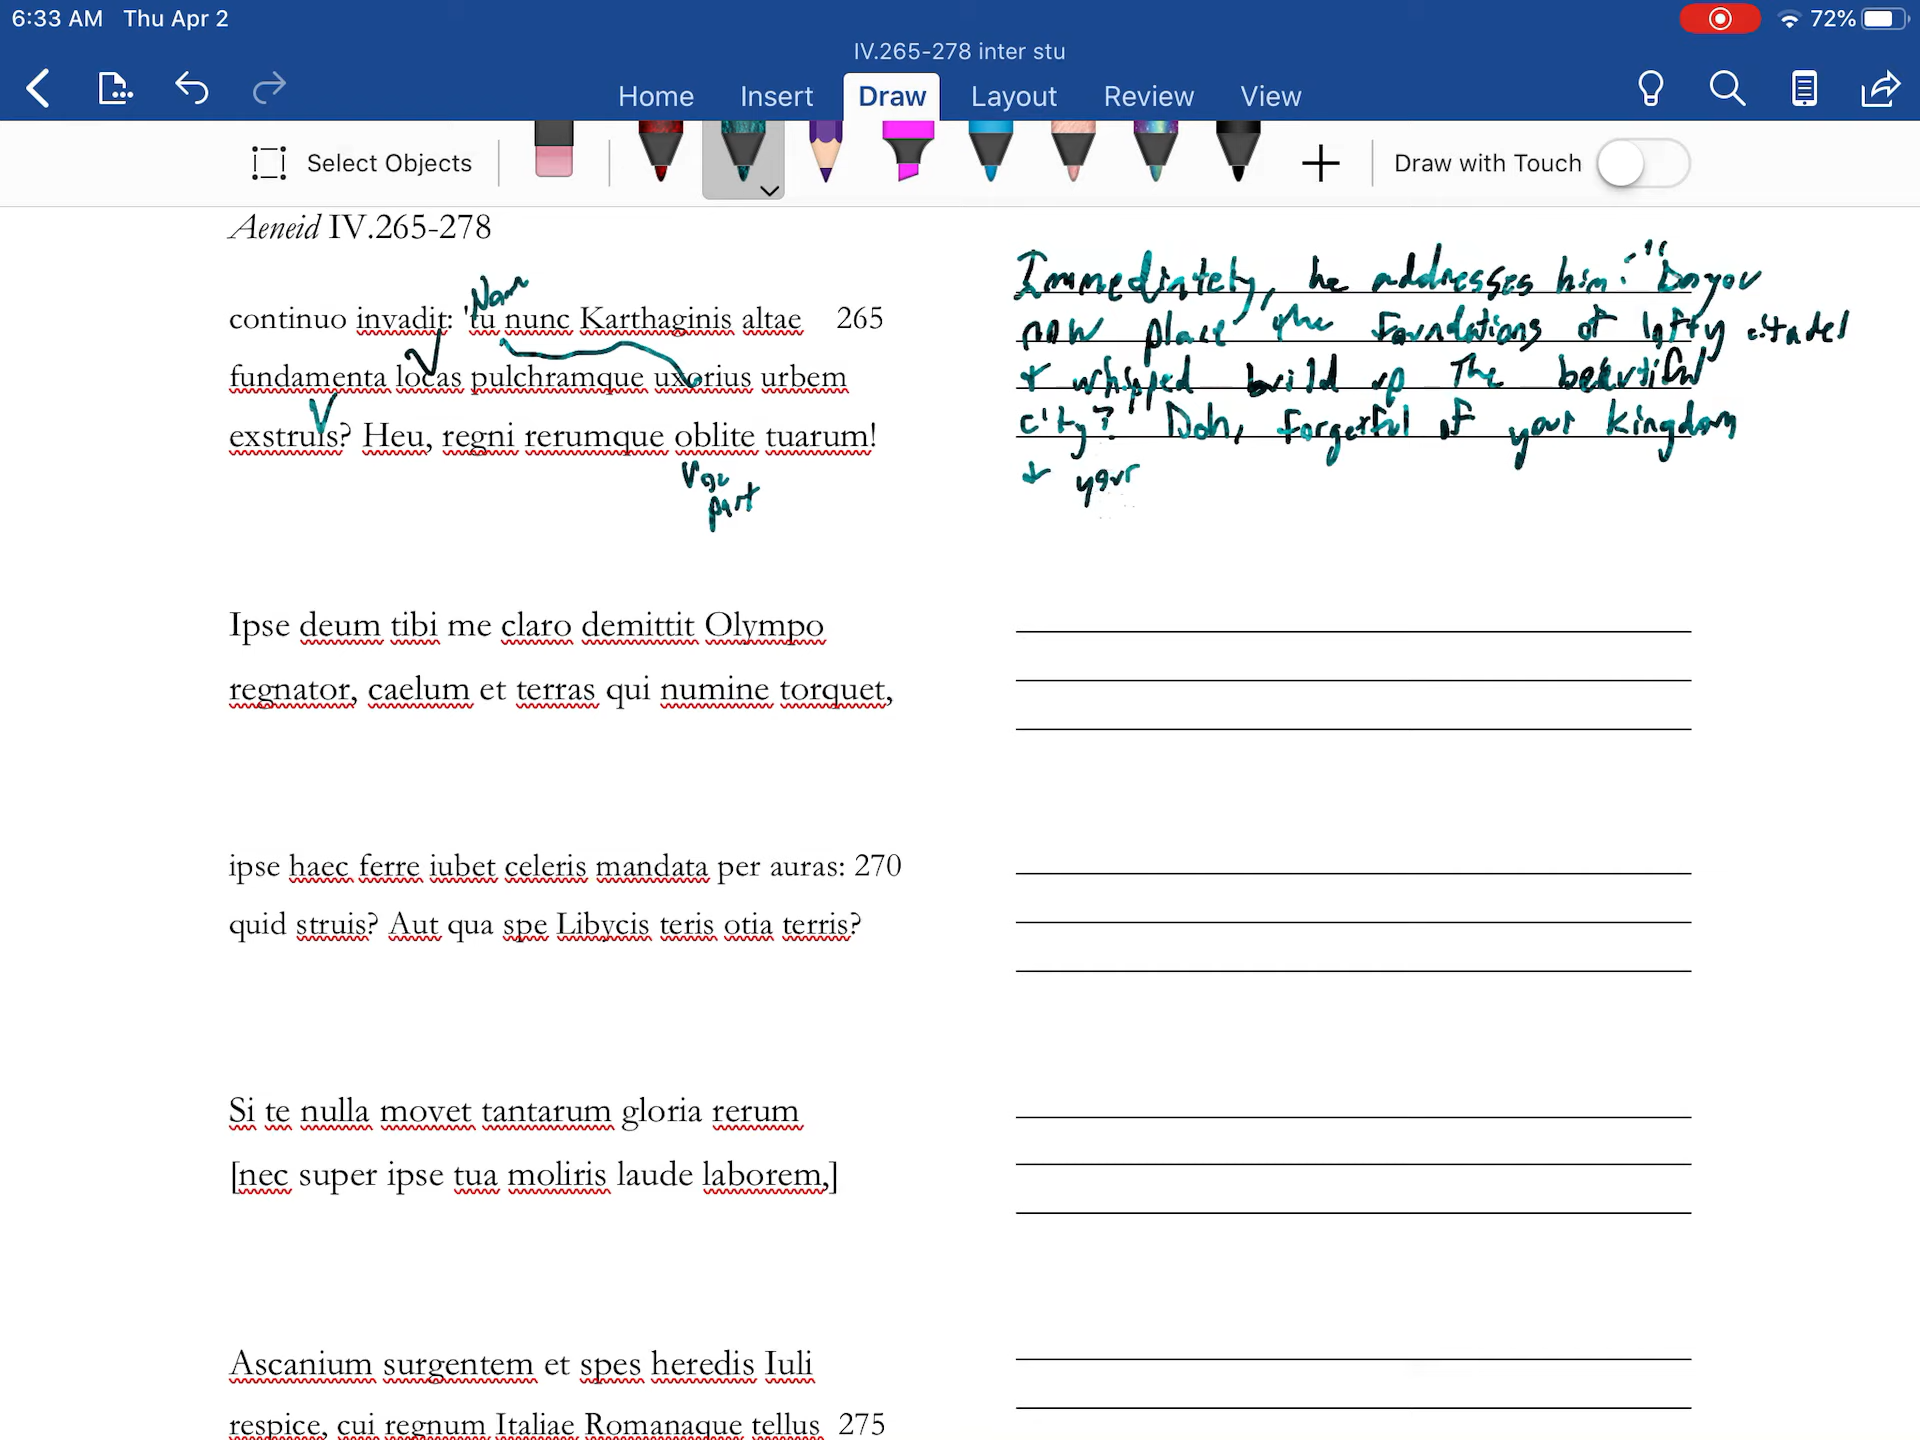 6:33 AM Thu Apr 2
72%
IV.265-278 inter stu
Home Insert Draw Layout Review View
Select Objects
Draw with Touch
Aeneid IV.265-278
Nom
continuo invadit: 'tu nunc Karthaginis altae 265
V
fundamenta locas pulchramque uxorius urbem
V
exstruis? Heu, regni rerumque oblite tuarum!
Voc
part
Immediately, he addresses him: "Do you
now place the foundations of lofty citadel
+ whipped build up the beautiful
city? Doh, forgetful of your kingdom
+ your
Ipse deum tibi me claro demittit Olympo
regnator, caelum et terras qui numine torquet,
ipse haec ferre iubet celeris mandata per auras: 270
quid struis? Aut qua spe Libycis teris otia terris?
Si te nulla movet tantarum gloria rerum
[nec super ipse tua moliris laude laborem,]
Ascanium surgentem et spes heredis Iuli
respice, cui regnum Italiae Romanaque tellus 275